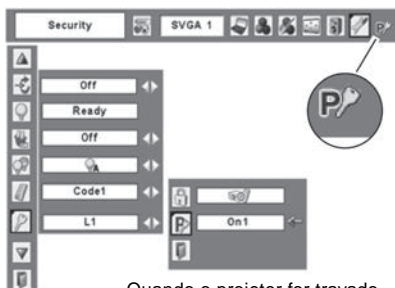 Security SVGA 1
Off
Ready
Off
Code1
L1 On1
Quando o projetor for travado